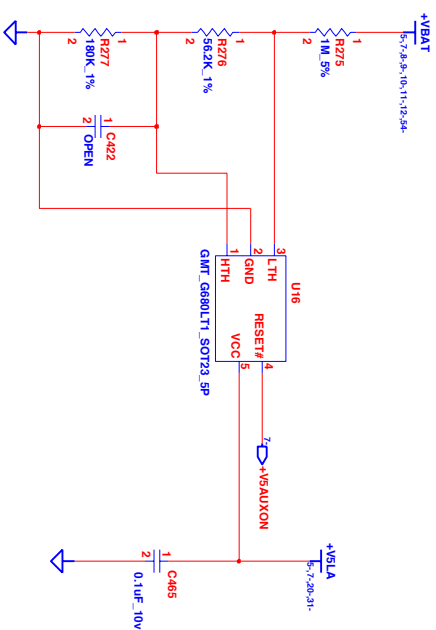 +VBAT
5-,7-,8-,9-,10-,11-,12-,54-
1
R275
2
1M_5%
1
R276
2
56.2K_1%
1
R277
2
180K_1%
1
C422
2
OPEN
U16
3
LTH
2
GND
1
HTH
RESET#
4
VCC
5
GMT_G680LT1_SOT23_5P
7-
+V5AUXON
+V5LA
5-,7-,20-,31-
1
C465
2
0.1uF_10v